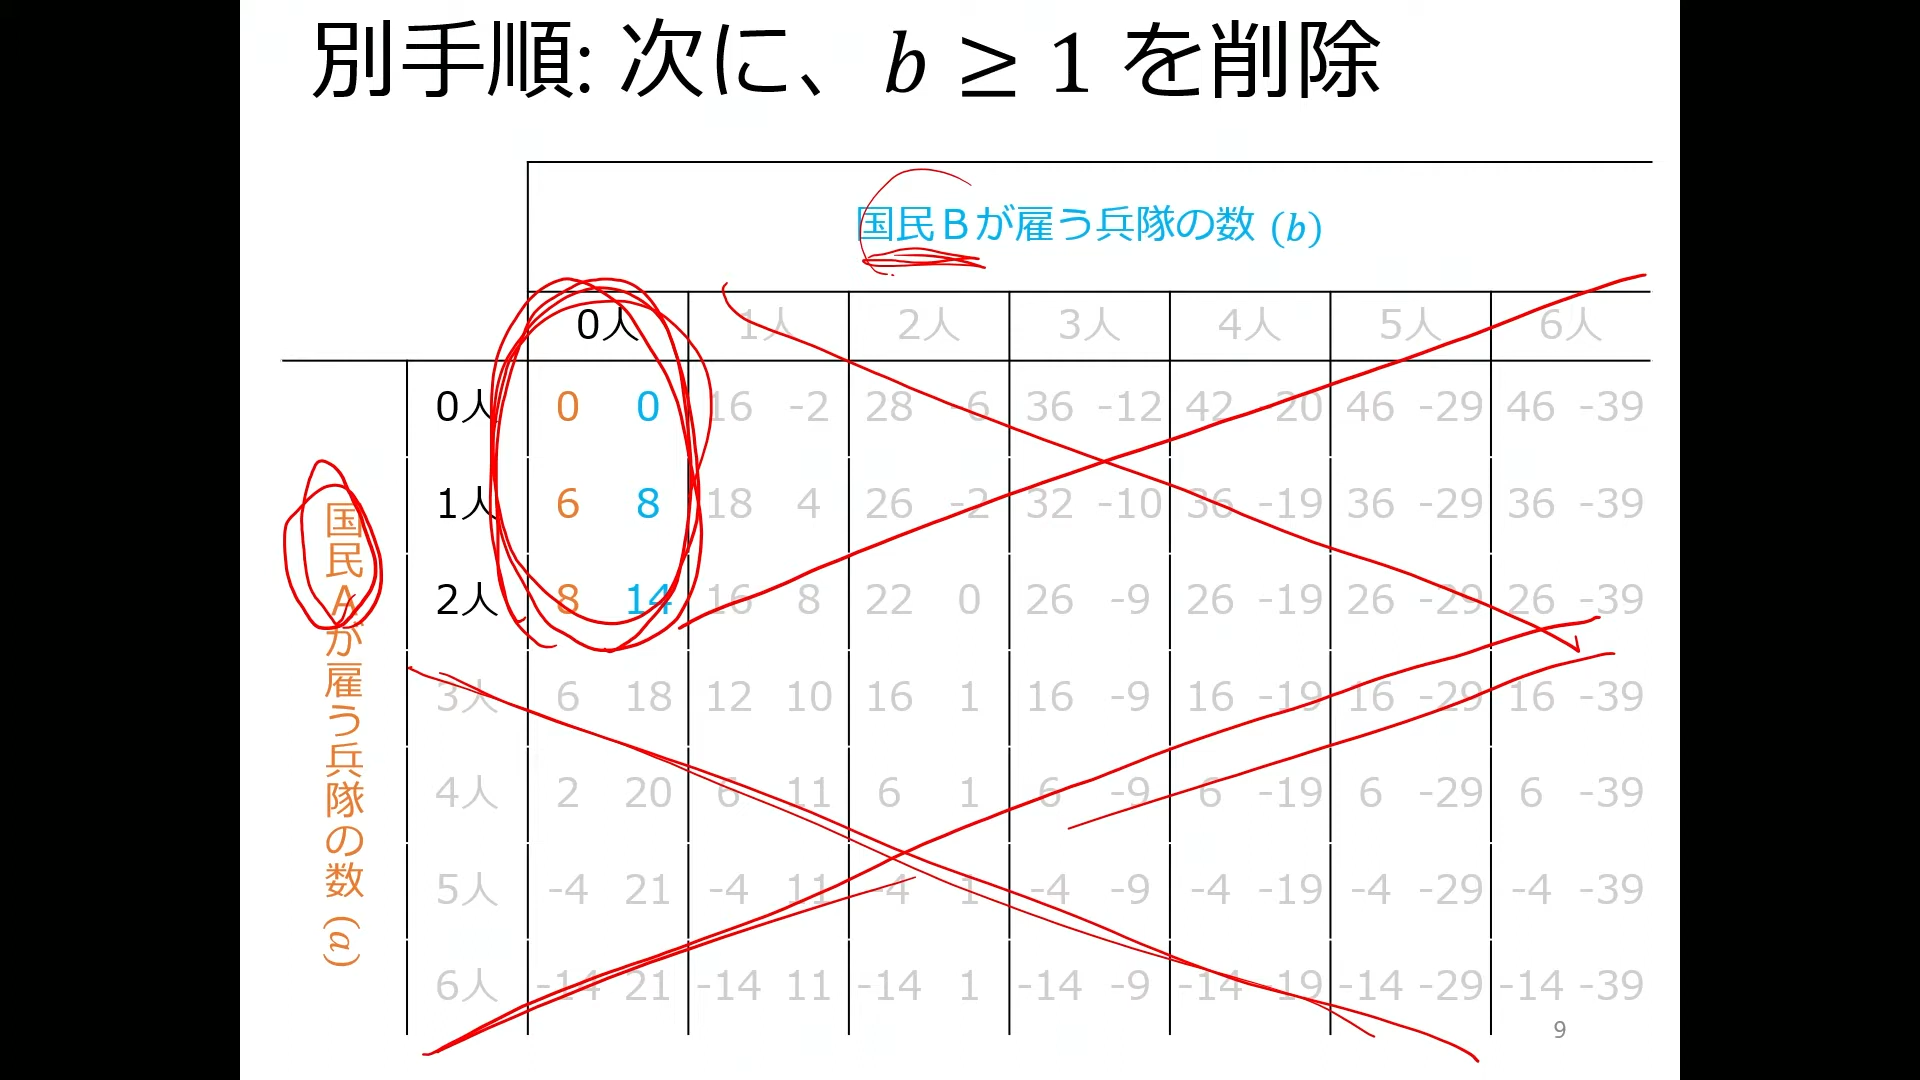 別手順: 次に、b ≥ 1 を削除
国民Bが雇う兵隊の数 (b)
0人 1人 2人 3人 4人 5人 6人
国民Aが雇う兵隊の数 (a)
0人 0 0 16 -2 28 -6 36 -12 42 -20 46 -29 46 -39
1人 6 8 18 4 26 -2 32 -10 36 -19 36 -29 36 -39
2人 8 14 16 8 22 0 26 -9 26 -19 26 -29 26 -39
3人 6 18 12 10 16 1 16 -9 16 -19 16 -29 16 -39
4人 2 20 6 11 6 1 6 -9 6 -19 6 -29 6 -39
5人 -4 21 -4 11 -4 1 -4 -9 -4 -19 -4 -29 -4 -39
6人 -14 21 -14 11 -14 1 -14 -9 -14 -19 -14 -29 -14 -39
9